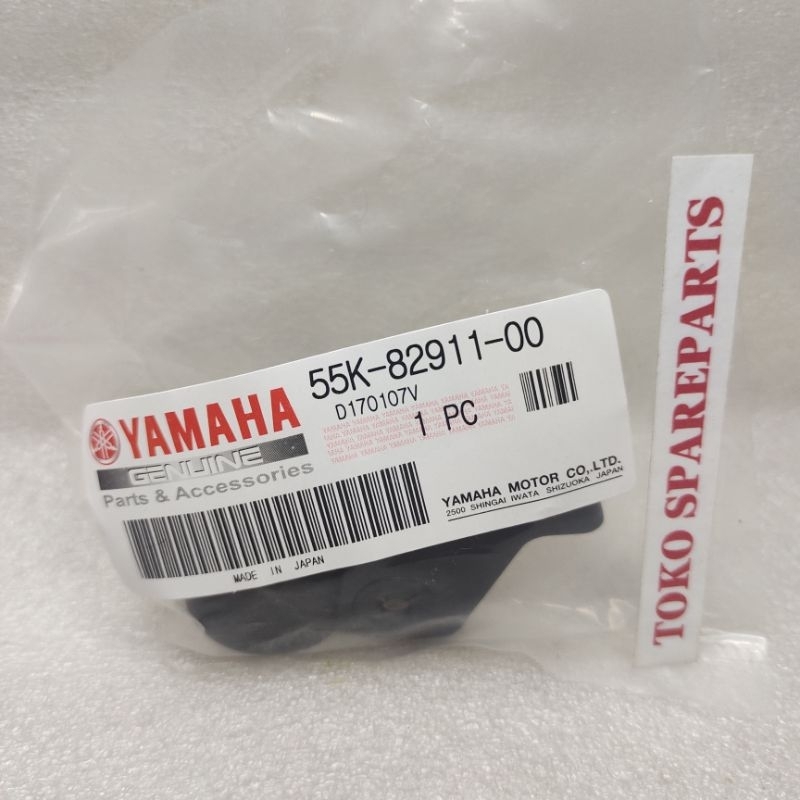 YAMAHA
GENUINE
Parts & Accessories
55K-82911-00
D170107V
1 PC
YAMAHA MOTOR CO,.LTD.
2500 SHINGAI IWATA SHIZUOKA JAPAN
MADE IN JAPAN
TOKO SPAREPARTS